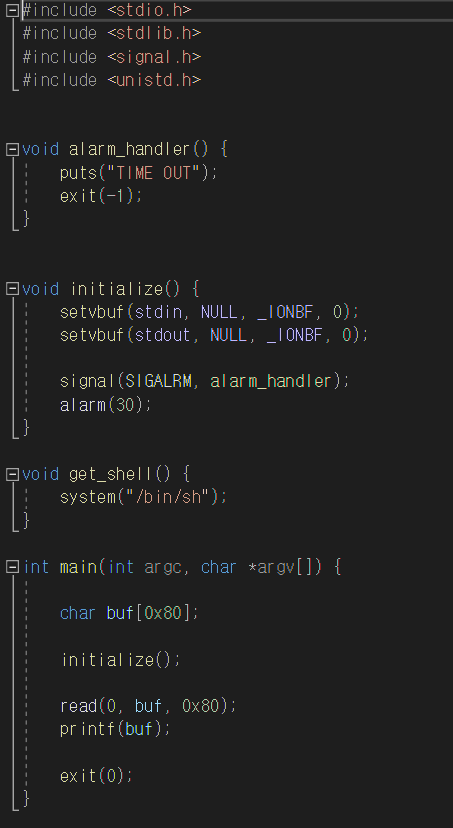 #include <stdio.h>
#include <stdlib.h>
#include <signal.h>
#include <unistd.h>
void alarm_handler() {
puts("TIME OUT");
exit(-1);
}
void initialize() {
setvbuf(stdin, NULL, _IONBF, 0);
setvbuf(stdout, NULL, _IONBF, 0);
signal(SIGALRM, alarm_handler);
alarm(30);
}
void get_shell() {
system("/bin/sh");
}
int main(int argc, char *argv[]) {
char buf[0x80];
initialize();
read(0, buf, 0x80);
printf(buf);
exit(0);
}